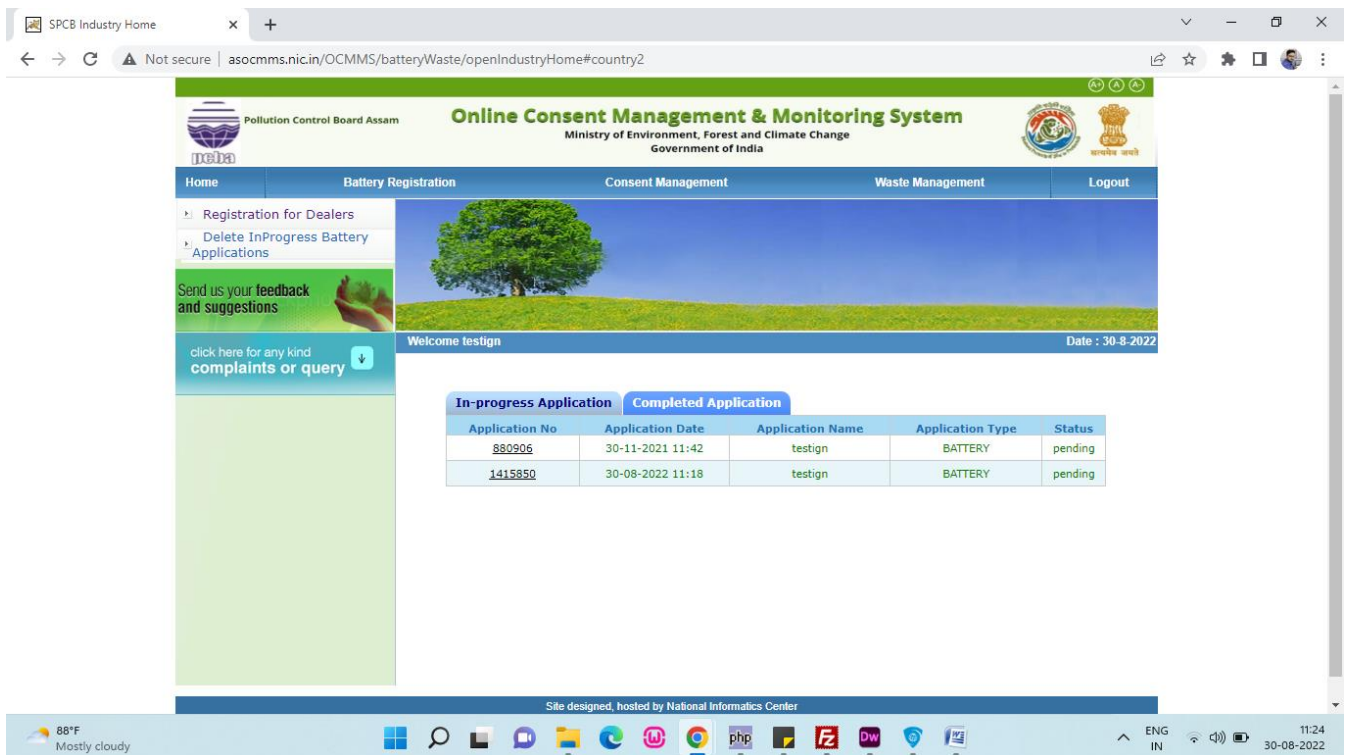 SPCB Industry Home
Not secure | asocmms.nic.in/OCMMS/batteryWaste/openIndustryHome#country2
A+ A A-
Pollution Control Board Assam
pcba
Online Consent Management & Monitoring System
Ministry of Environment, Forest and Climate Change
Government of India
सत्यमेव जयते
Home Battery Registration Consent Management Waste Management Logout
Registration for Dealers
Delete InProgress Battery
Applications
Send us your feedback
and suggestions
click here for any kind
complaints or query
Welcome testign Date : 30-8-2022
In-progress Application Completed Application
Application No Application Date Application Name Application Type Status
880906 30-11-2021 11:42 testign BATTERY pending
1415850 30-08-2022 11:18 testign BATTERY pending
Site designed, hosted by National Informatics Center
88°F
Mostly cloudy
php
Fz
Dw
ENG
IN
11:24
30-08-2022